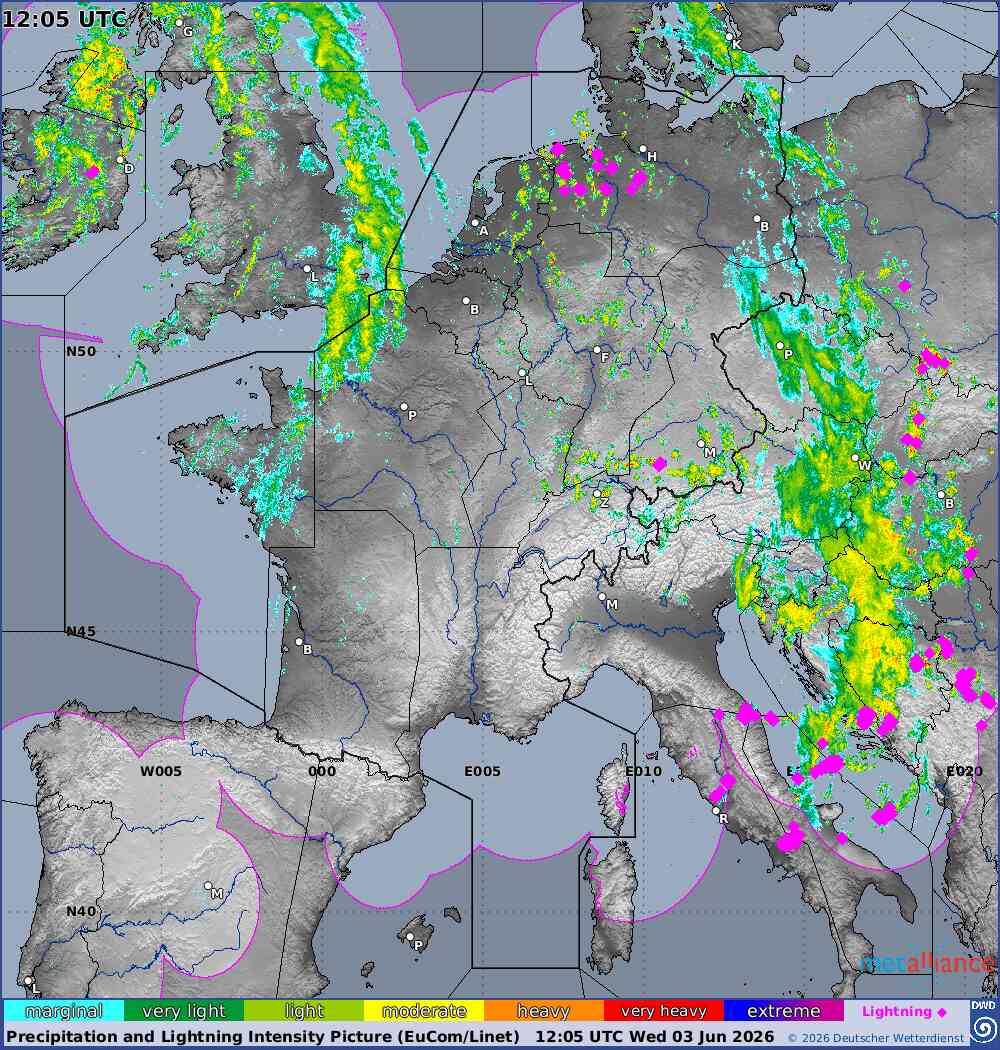 12:05 UTC
G
K
D
H
A
B
L
B
N50
P
F
L
P
M
W
Z
B
M
N45
B
W005
000
E005
E010
E020
R
M
N40
P
L
metalliance
marginal very light light moderate heavy very heavy extreme Lightning
DWD
Precipitation and Lightning Intensity Picture (EuCom/Linet) 12:05 UTC Wed 03 Jun 2026 © 2026 Deutscher Wetterdienst